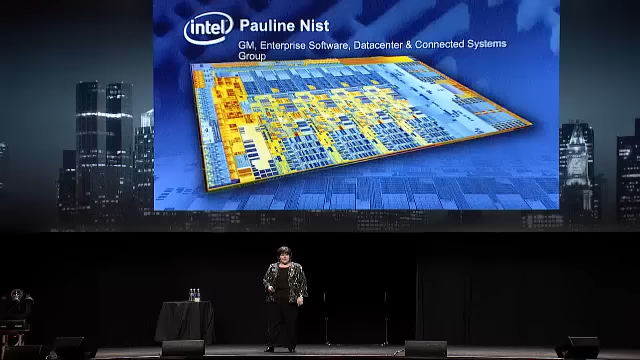 intel
Pauline Nist
GM, Enterprise Software, Datacenter & Connected Systems
Group